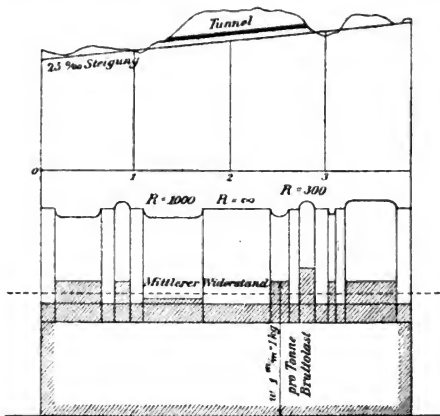 Tunnel
25 ‰ Steigung
0 1 2 3
R = 1000 R = ∞ R = 300
Mittlerer Widerstand
pro Tonne
Bruttolast